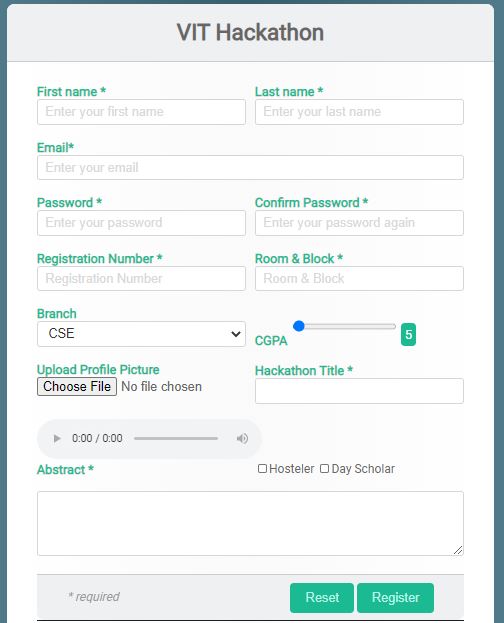 VIT Hackathon
First name * Last name *
Enter your first name Enter your last name
Email*
Enter your email
Password * Confirm Password *
Enter your password Enter your password again
Registration Number * Room & Block *
Registration Number Room & Block
Branch
CSE CGPA 5
Upload Profile Picture Hackathon Title *
Choose File No file chosen
0:00 / 0:00
Abstract * Hosteler Day Scholar
* required Reset Register